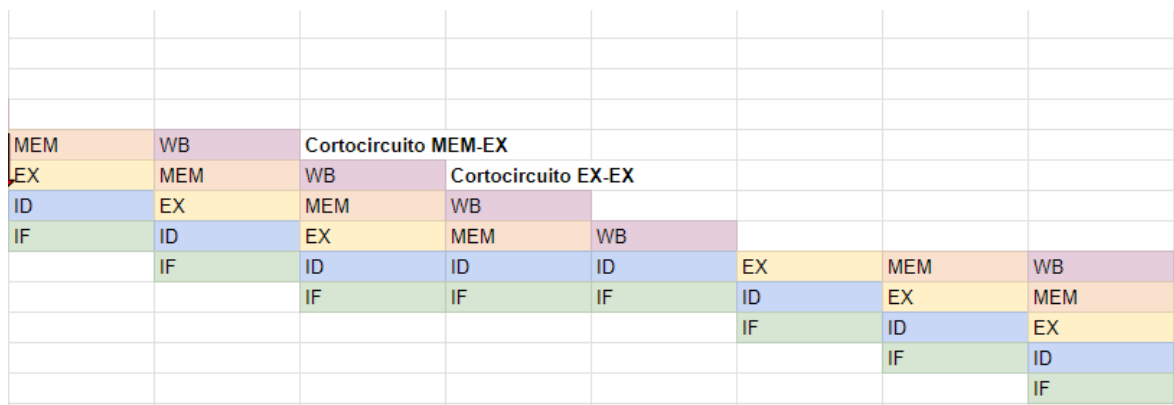 MEM WB Cortocircuito MEM-EX
EX MEM WB Cortocircuito EX-EX
ID EX MEM WB
IF ID EX MEM WB
IF ID ID ID EX MEM WB
IF IF IF ID EX MEM
IF ID EX
IF ID
IF